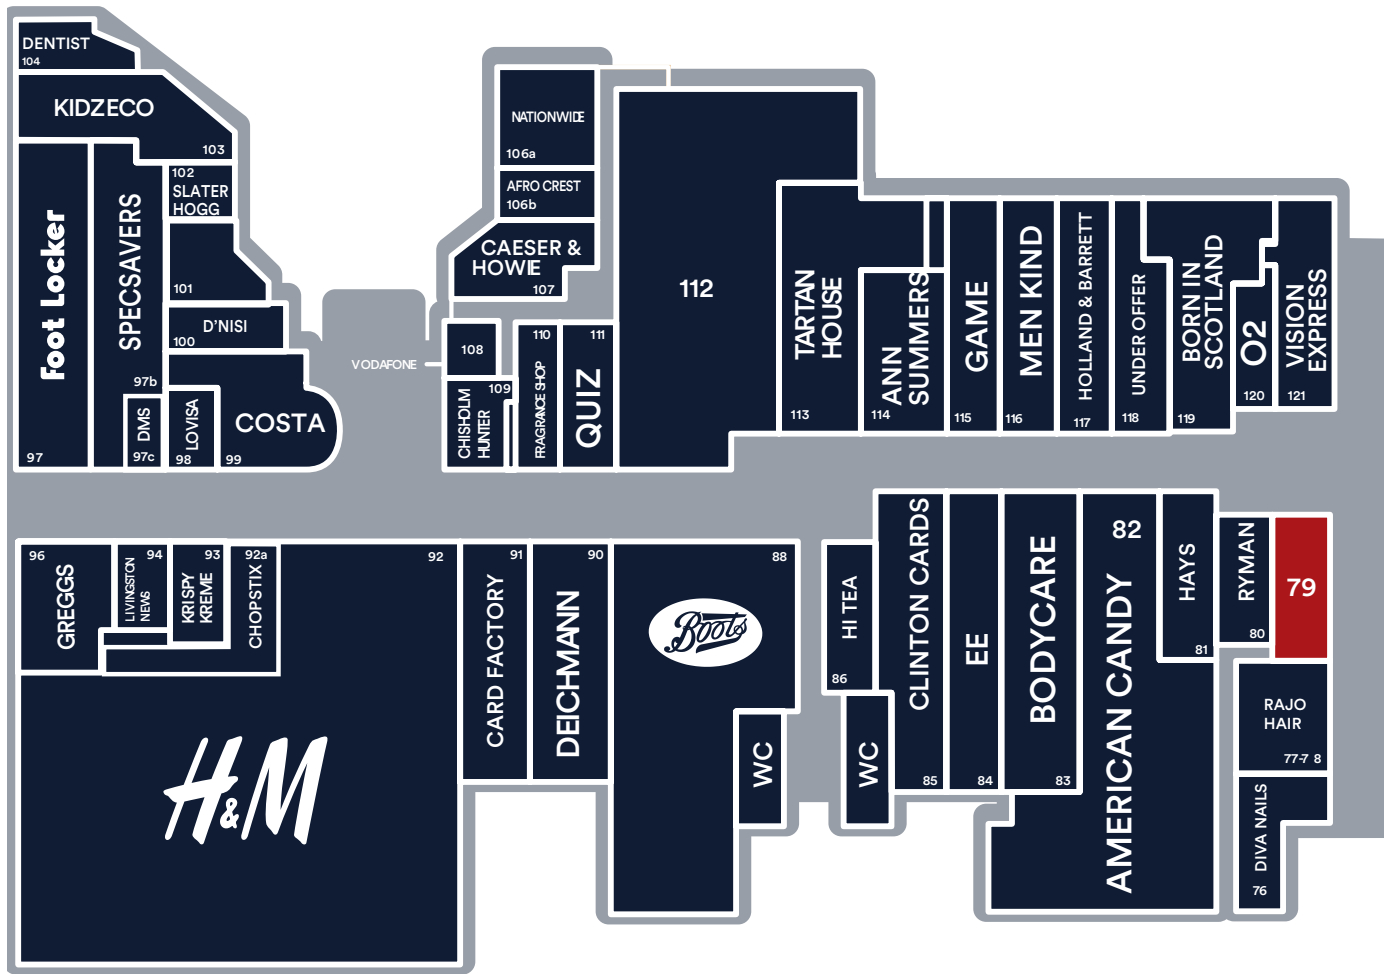 DENTIST
104
KIDZECO
103
Foot Locker
97
SPECSAVERS
97b
102
SLATER
HOGG
101
D'NISI
100
DMS
97c
LOVISA
98
COSTA
99
NATIONWIDE
106a
AFRO CREST
106b
CAESER &
HOWIE
107
VODAFONE
108
109
CHISHOLM
HUNTER
110
FRAGRANCE SHOP
111
QUIZ
112
TARTAN
HOUSE
113
ANN
SUMMERS
114
GAME
115
MEN KIND
116
HOLLAND & BARRETT
117
UNDER OFFER
118
BORN IN
SCOTLAND
119
O2
120
VISION
EXPRESS
121
96
GREGGS
94
LIVINGSTON
NEWS
93
KRISPY
KREME
92a
CHOPSTIX
92
H&M
91
CARD FACTORY
90
DEICHMANN
88
Boots
WC
HI TEA
86
WC
CLINTON CARDS
85
EE
84
BODYCARE
83
82
AMERICAN CANDY
HAYS
81
RYMAN
80
79
RAJO
HAIR
77-7 8
DIVA NAILS
76